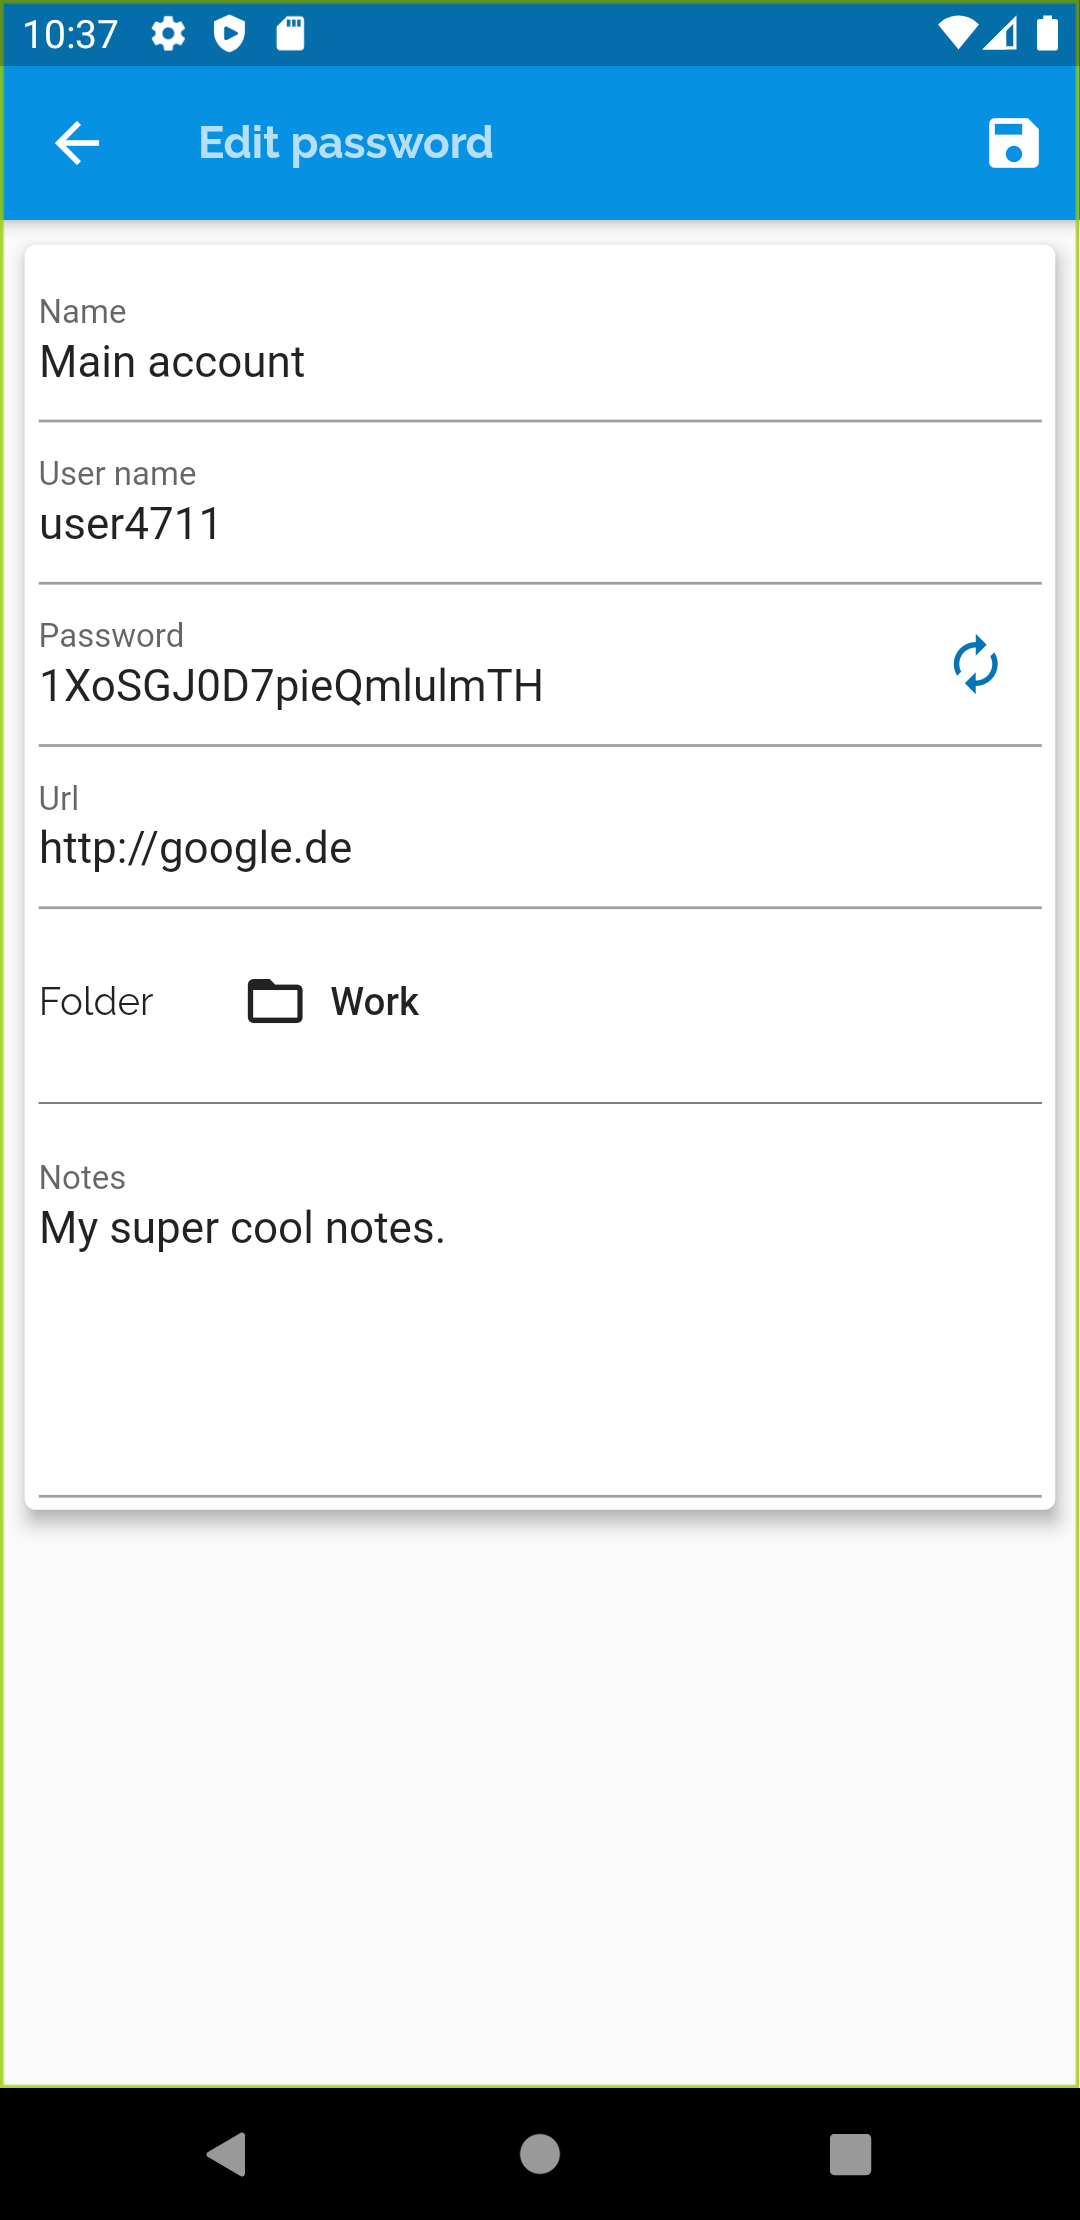 10:37
Edit password
Name
Main account
User name
user4711
Password
1XoSGJ0D7pieQmlulmTH
Url
http://google.de
Folder Work
Notes
My super cool notes.